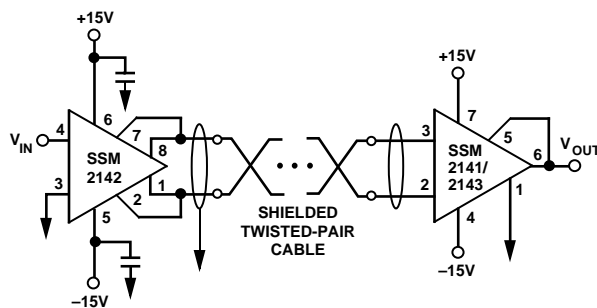 +15V
+15V
6
7
7
V_IN
4
8
3
5
V_OUT
SSM
2142
SSM
2141/
2143
6
3
1
2
1
2
5
SHIELDED
TWISTED-PAIR
CABLE
4
–15V
–15V